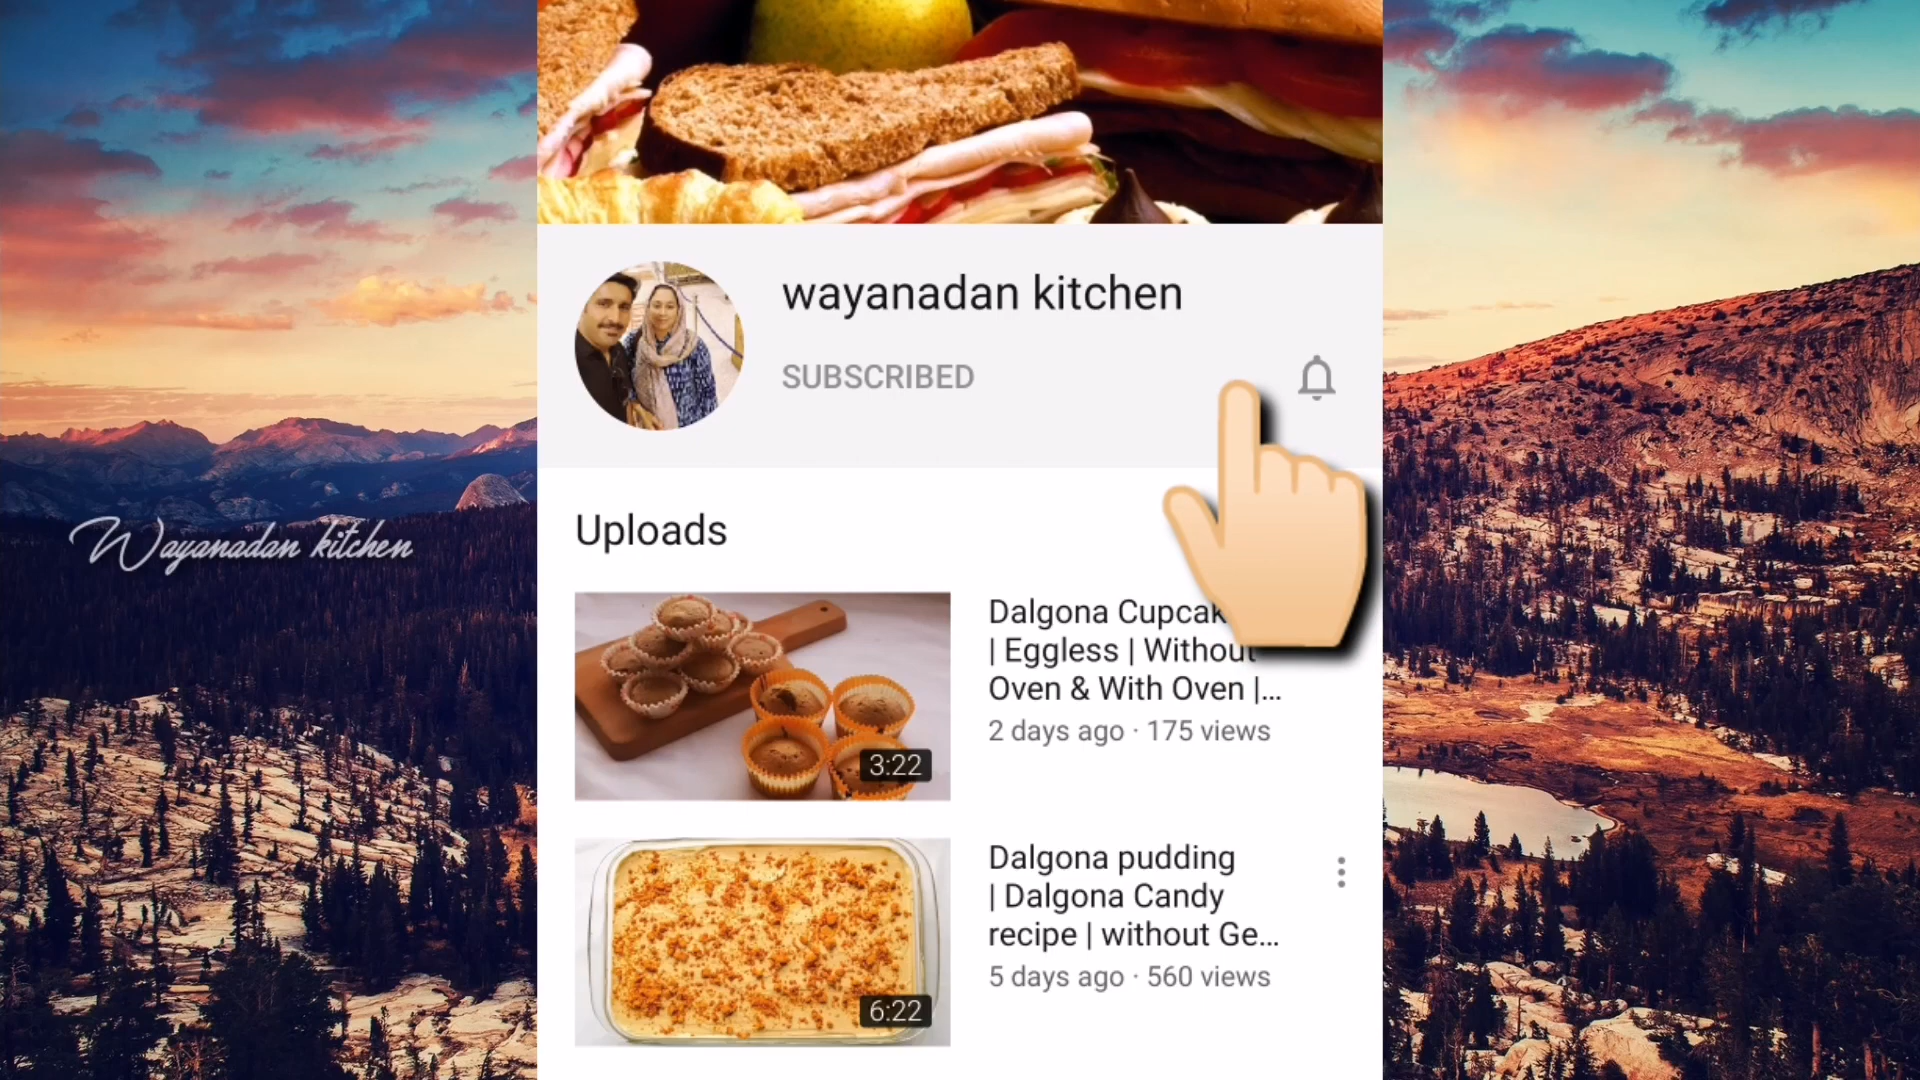 wayanadan kitchen
SUBSCRIBED
Wayanadan kitchen
Uploads
Dalgona Cupcak
| Eggless | Without
Oven & With Oven |...
2 days ago · 175 views
3:22
Dalgona pudding
| Dalgona Candy
recipe | without Ge...
5 days ago · 560 views
6:22